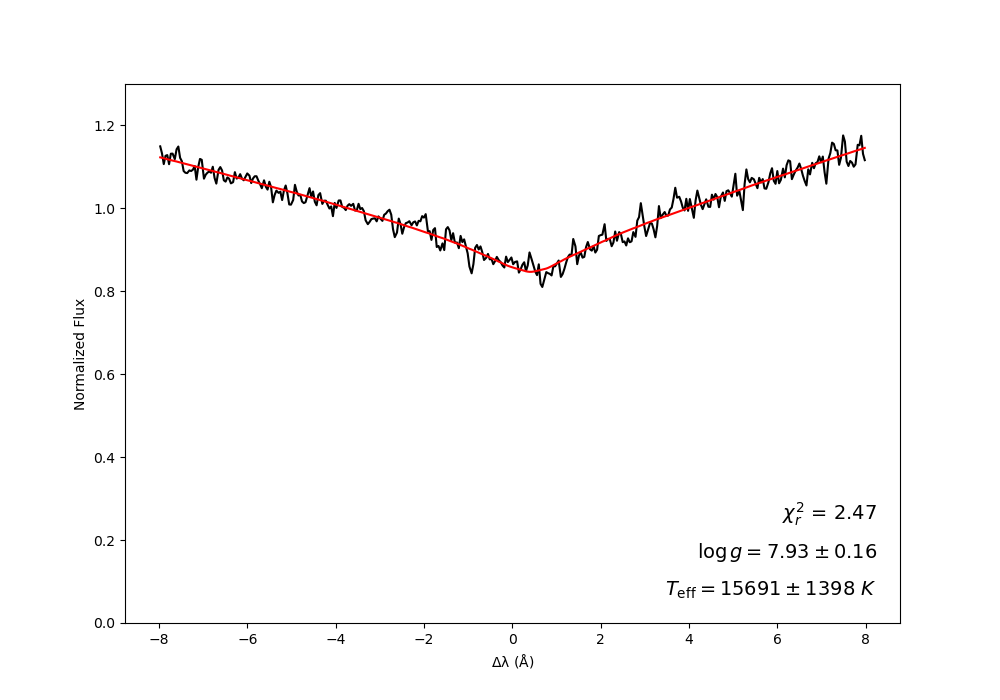 1.2
1.0
0.8
0.6
0.4
0.2
0.0
Normalized Flux
χ²ᵣ = 2.47
log g = 7.93 ± 0.16
T_eff = 15691 ± 1398 K
−8 −6 −4 −2 0 2 4 6 8
Δλ (Å)